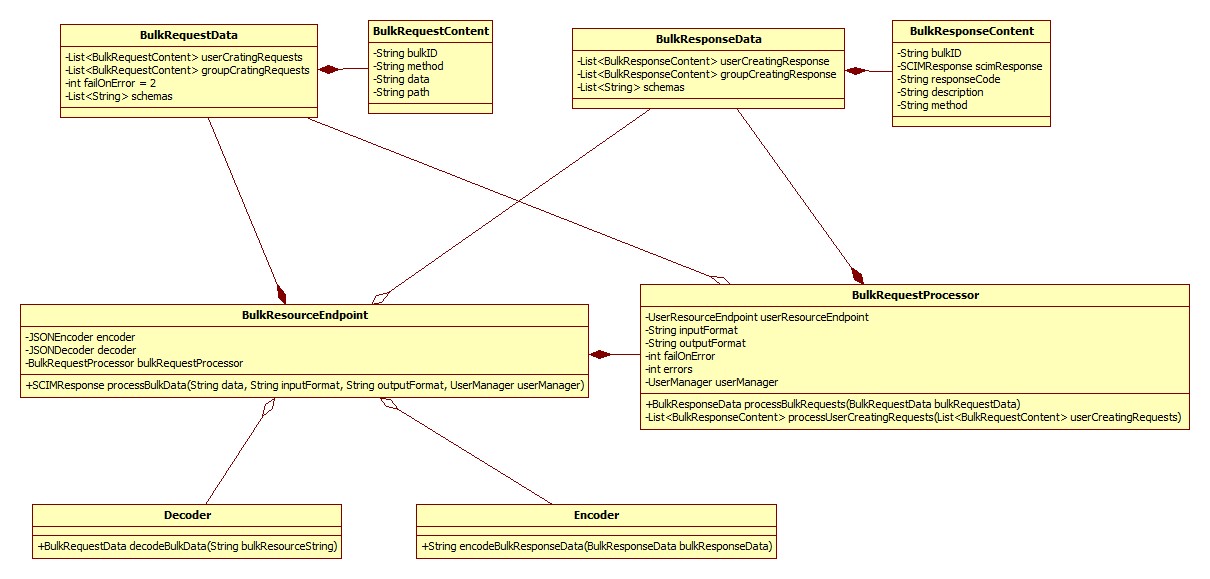 BulkRequestData
-List<BulkRequestContent> userCratingRequests
-List<BulkRequestContent> groupCratingRequests
-int failOnError = 2
-List<String> schemas
BulkRequestContent
-String bulkID
-String method
-String data
-String path
BulkResponseData
-List<BulkResponseContent> userCreatingResponse
-List<BulkResponseContent> groupCreatingResponse
-List<String> schemas
BulkResponseContent
-String bulkID
-SCIMResponse scimResponse
-String responseCode
-String description
-String method
BulkResourceEndpoint
-JSONEncoder encoder
-JSONDecoder decoder
-BulkRequestProcessor bulkRequestProcessor
+SCIMResponse processBulkData(String data, String inputFormat, String outputFormat, UserManager userManager)
BulkRequestProcessor
-UserResourceEndpoint userResourceEndpoint
-String inputFormat
-String outputFormat
-int failOnError
-int errors
-UserManager userManager
+BulkResponseData processBulkRequests(BulkRequestData bulkRequestData)
-List<BulkResponseContent> processUserCreatingRequests(List<BulkRequestContent> userCreatingRequests)
Decoder
+BulkRequestData decodeBulkData(String bulkResourceString)
Encoder
+String encodeBulkResponseData(BulkResponseData bulkResponseData)